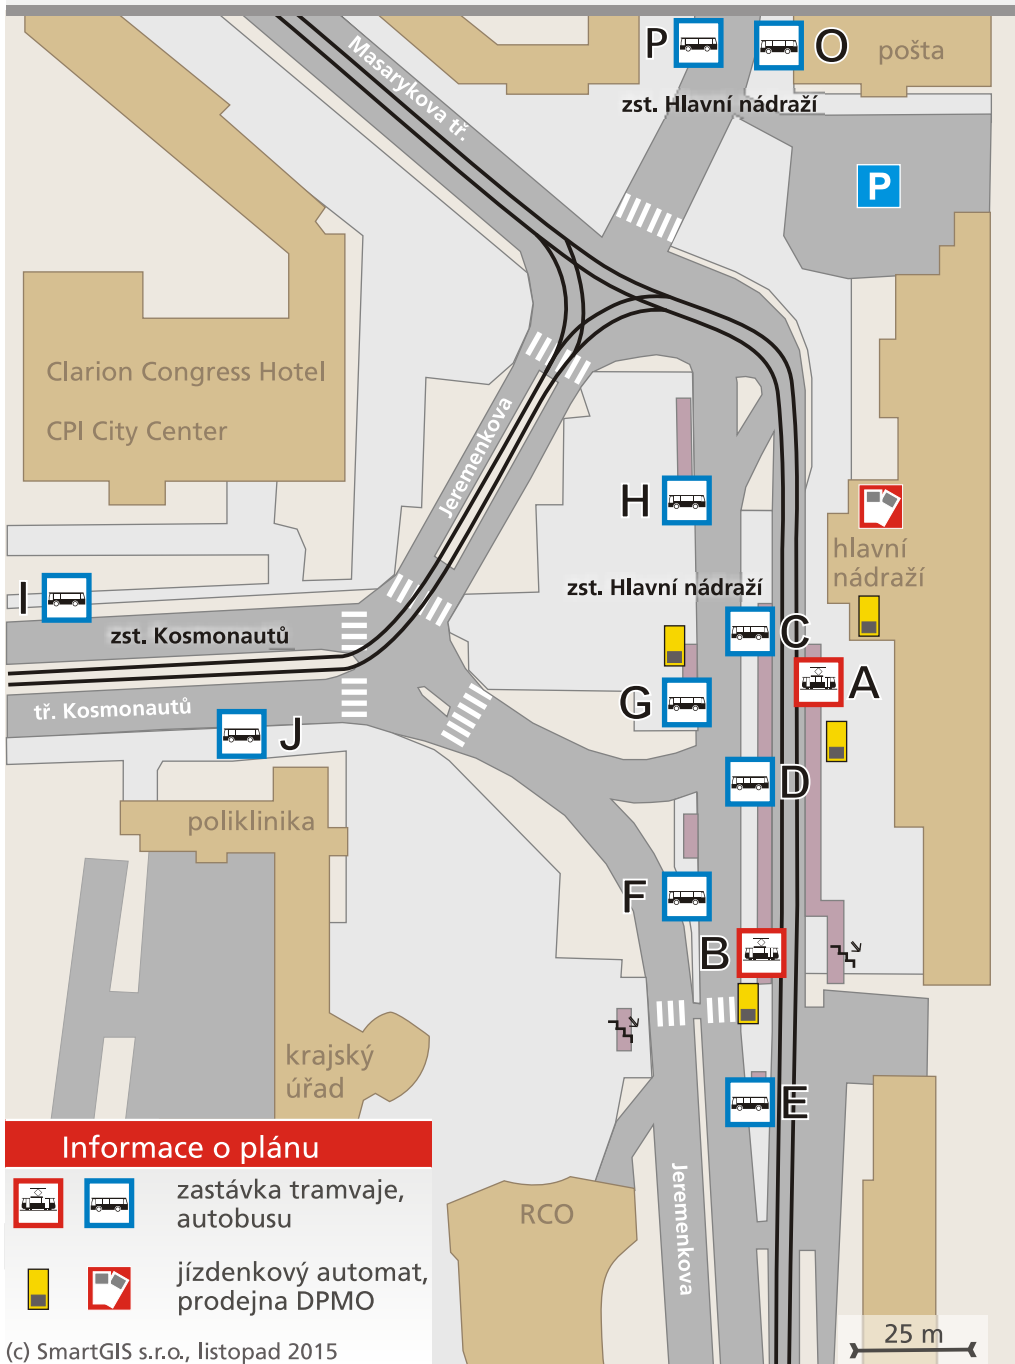 P
O
pošta
Masarykova tř.
zst. Hlavní nádraží
P
Clarion Congress Hotel
CPI City Center
Jeremenkova
H
hlavní
nádraží
zst. Hlavní nádraží
I
C
zst. Kosmonautů
A
G
tř. Kosmonautů
J
D
poliklinika
F
B
krajský
úřad
E
Informace o plánu
zastávka tramvaje,
autobusu
RCO
Jeremenkova
jízdenkový automat,
prodejna DPMO
25 m
(c) SmartGIS s.r.o., listopad 2015